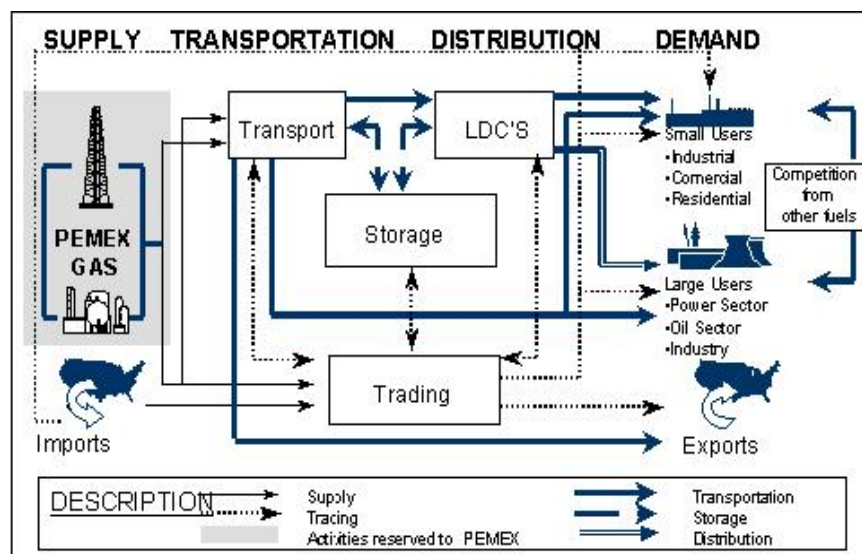 SUPPLY TRANSPORTATION DISTRIBUTION DEMAND
Transport
LDC'S
Storage
Trading
PEMEX
GAS
Imports
Small Users
•Industrial
•Comercial
•Residential
Competition
from
other fuels
Large Users
•Power Sector
•Oil Sector
•Industry
Exports
DESCRIPTION
Supply
Tracing
Activities reserved to PEMEX
Transportation
Storage
Distribution